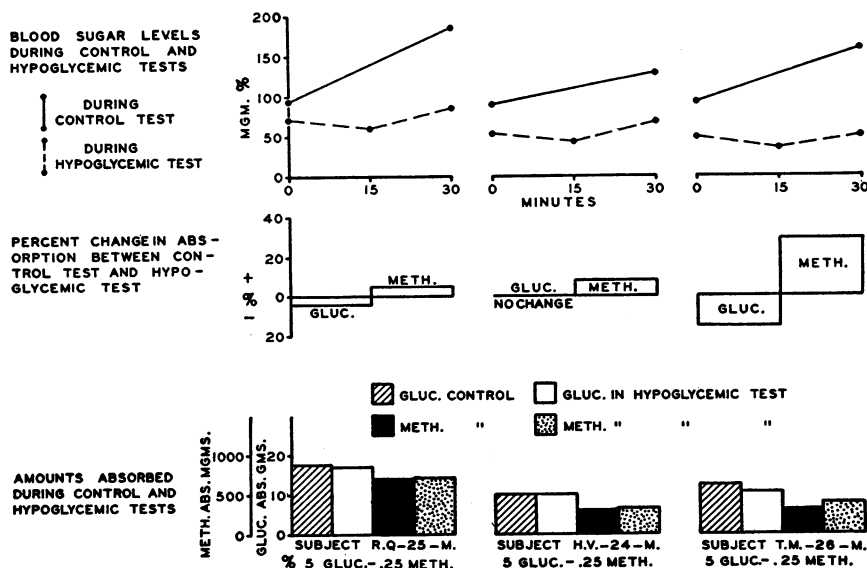 BLOOD SUGAR LEVELS
DURING CONTROL AND
HYPOGLYCEMIC TESTS
DURING
CONTROL TEST
DURING
HYPOGLYCEMIC TEST
MGM. %
200
150
100
50
0
0 15 30
0 15 30
0 15 30
MINUTES
PERCENT CHANGE IN ABS-
ORPTION BETWEEN CON-
TROL TEST AND HYPO-
GLYCEMIC TEST
- % +
40
20
0
20
GLUC.
METH.
GLUC.
NO CHANGE
METH.
GLUC.
METH.
GLUC. CONTROL
GLUC. IN HYPOGLYCEMIC TEST
METH. "
METH. " " "
AMOUNTS ABSORBED
DURING CONTROL AND
HYPOGLYCEMIC TESTS
METH. ABS. MGMS.
1000
500
0
GLUC. ABS. GMS.
20
10
0
SUBJECT R.Q-25-M.
% 5 GLUC.-.25 METH.
SUBJECT H.V.-24-M.
5 GLUC.-.25 METH.
SUBJECT T.M.-26-M.
5 GLUC.-.25 METH.